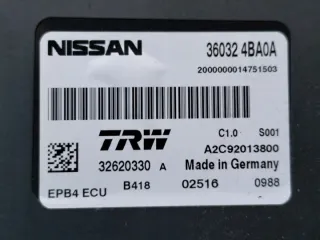 NISSAN 36032 4BA0A
2000000014751503
TRW C1.0 S001
A2C92013800
32620330 A Made in Germany
EPB4 ECU B418 02516 0988